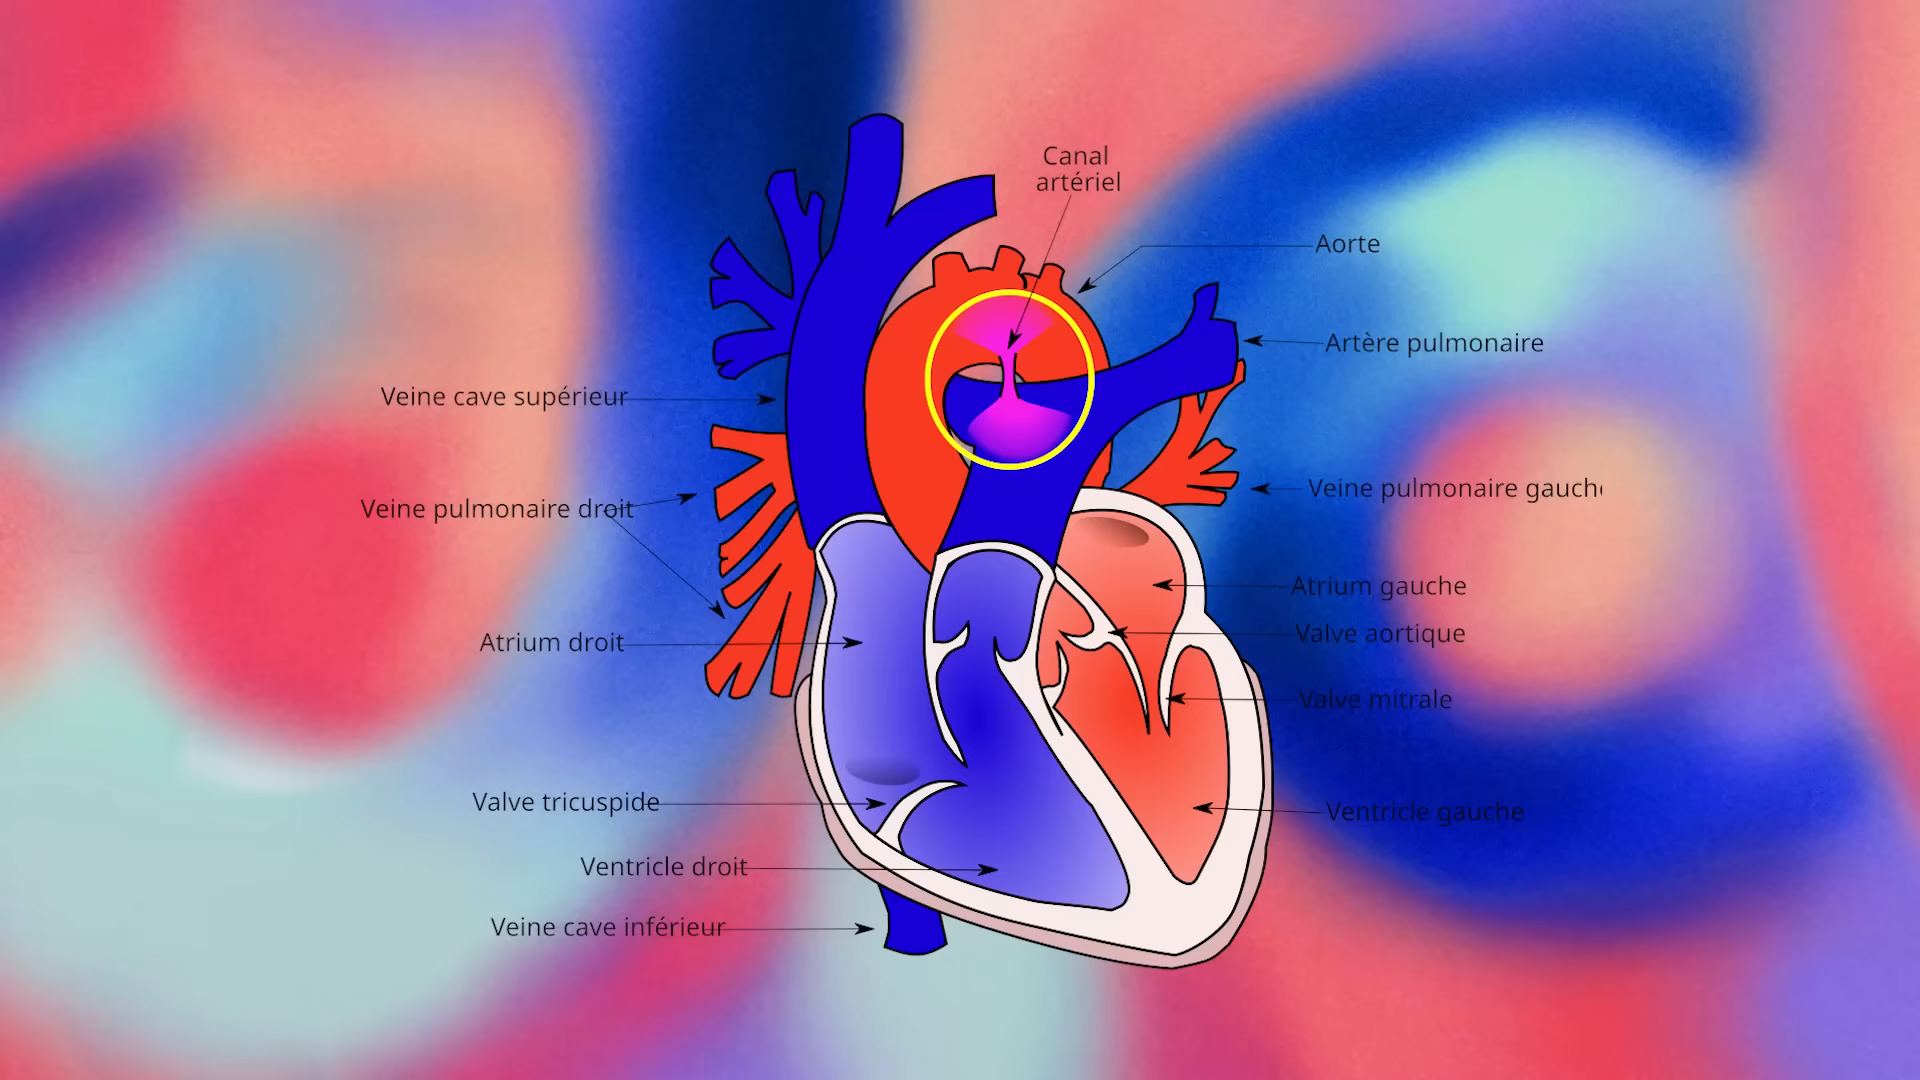 Canal
artériel
Aorte
Artère pulmonaire
Veine cave supérieur
Veine pulmonaire gauch
Veine pulmonaire droit
Atrium gauche
Valve aortique
Atrium droit
Valve mitrale
Valve tricuspide
Ventricle gauche
Ventricle droit
Veine cave inférieur